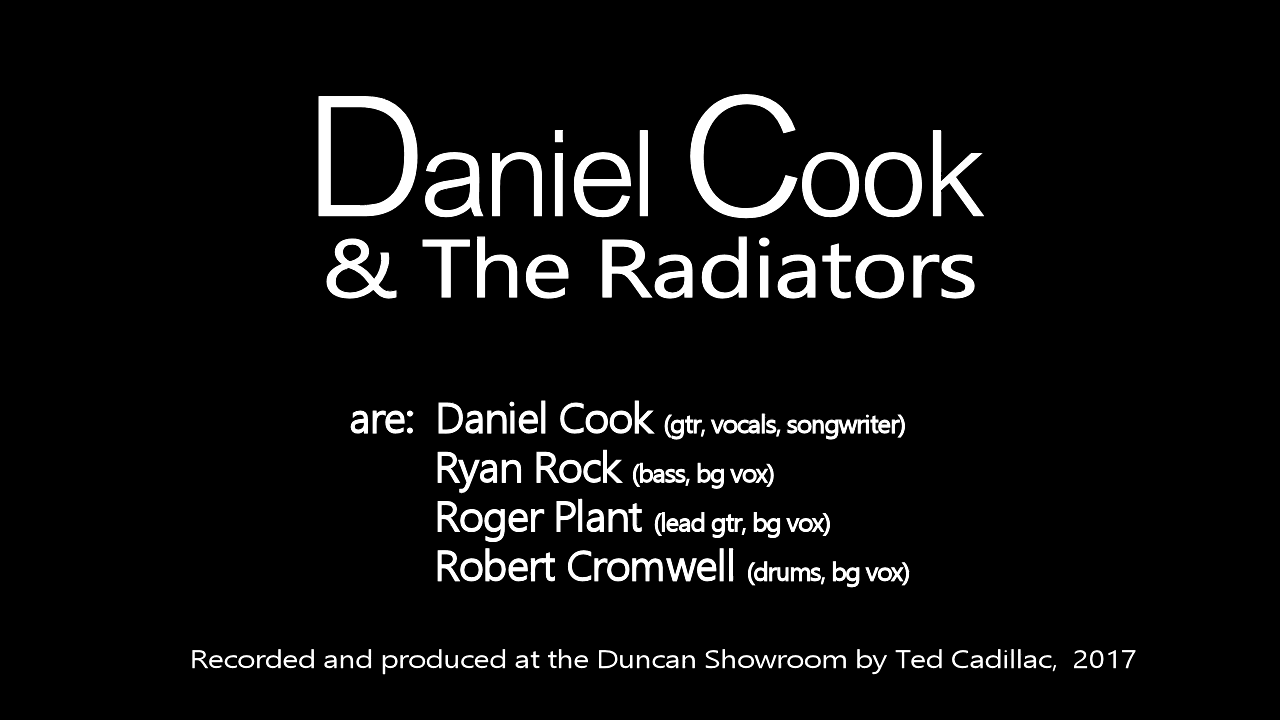 Daniel Cook
& The Radiators
are: Daniel Cook (gtr, vocals, songwriter)
Ryan Rock (bass, bg vox)
Roger Plant (lead gtr, bg vox)
Robert Cromwell (drums, bg vox)
Recorded and produced at the Duncan Showroom by Ted Cadillac, 2017